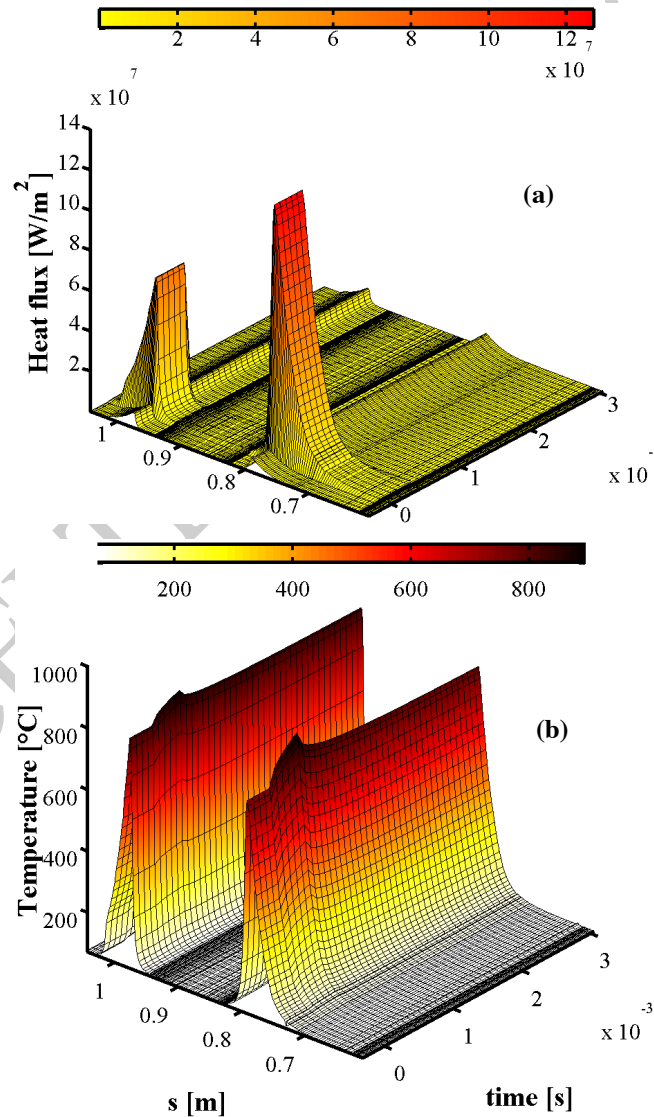 2 4 6 8 10 12
x 10 7
x 10 7
14
12
10
8
6
4
2
Heat flux [W/m2]
(a)
1 0.9 0.8 0.7
0 1 2 3
x 10 -
200 400 600 800
1000
800
600
400
200
Temperature [°C]
(b)
1 0.9 0.8 0.7
0 1 2 3
x 10 -3
s [m]
time [s]